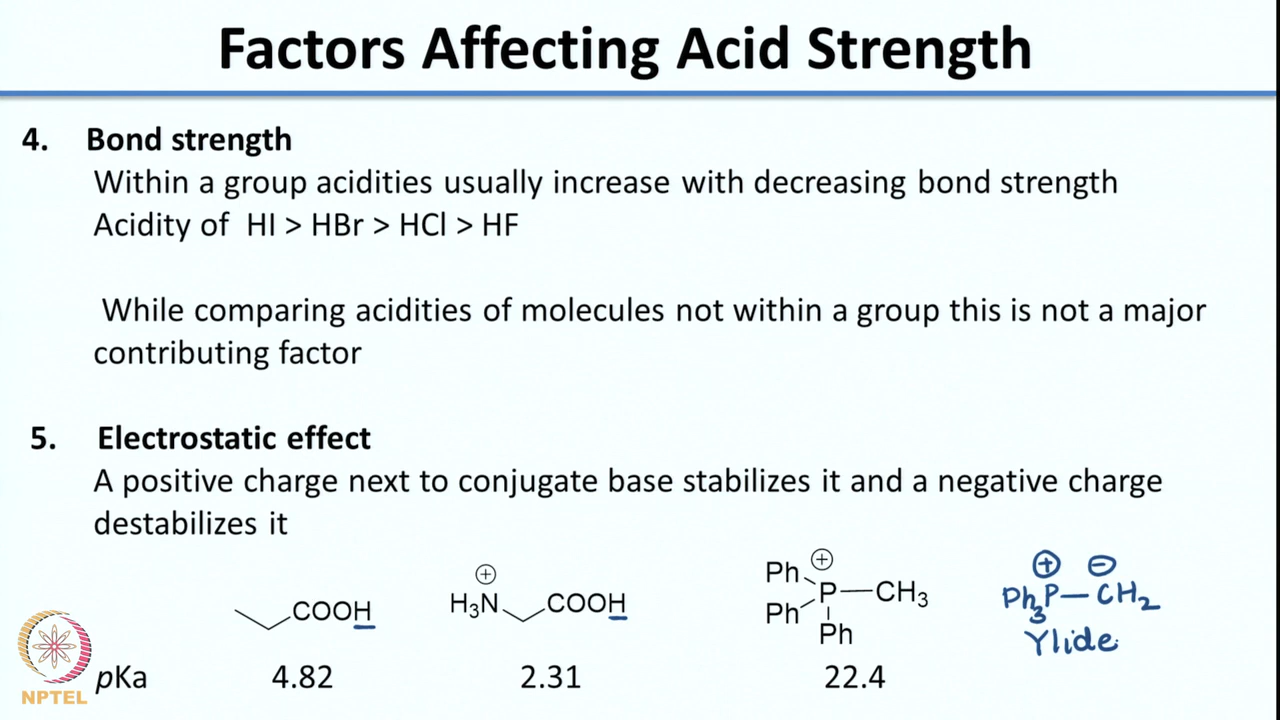 Factors Affecting Acid Strength
4. Bond strength
Within a group acidities usually increase with decreasing bond strength
Acidity of HI > HBr > HCl > HF
While comparing acidities of molecules not within a group this is not a major
contributing factor
5. Electrostatic effect
A positive charge next to conjugate base stabilizes it and a negative charge
destabilizes it
COOH
⊕
H₃N COOH
⊕
Ph
P—CH₃
Ph
Ph
⊕ ⊖
Ph₃P—CH₂
Ylide
pKa 4.82 2.31 22.4
NPTEL